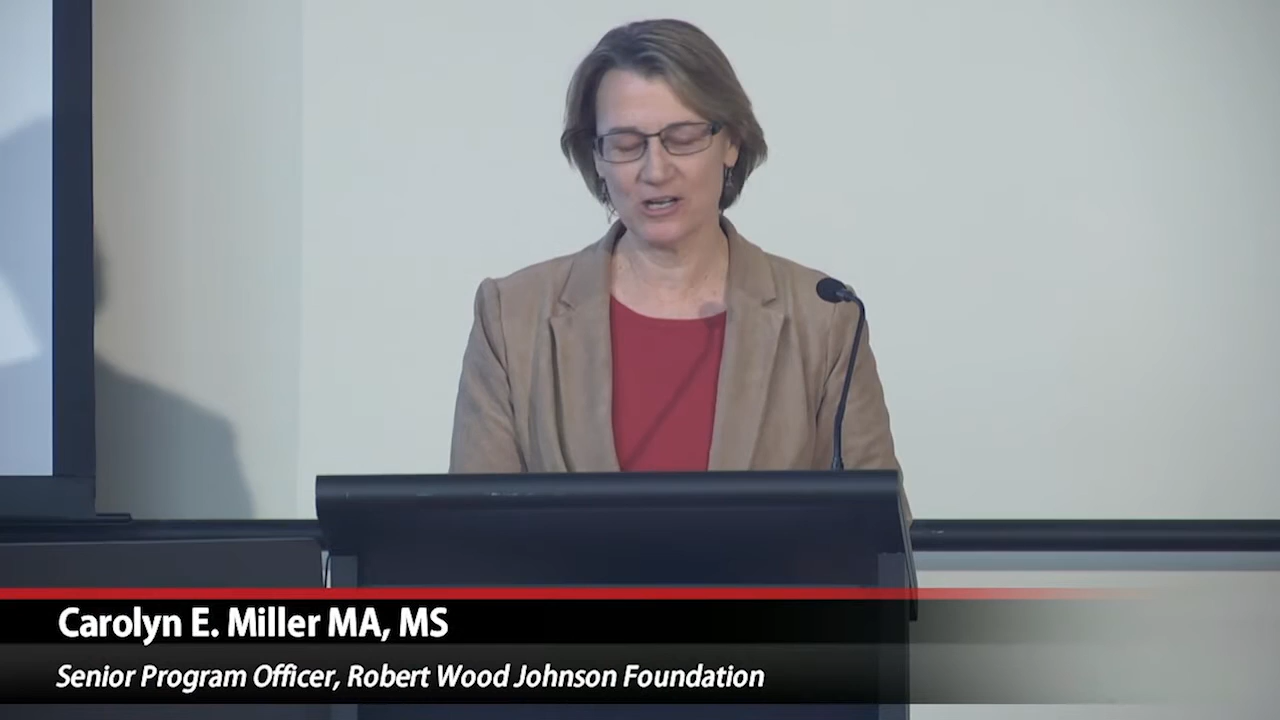 Carolyn E. Miller MA, MS
Senior Program Officer, Robert Wood Johnson Foundation